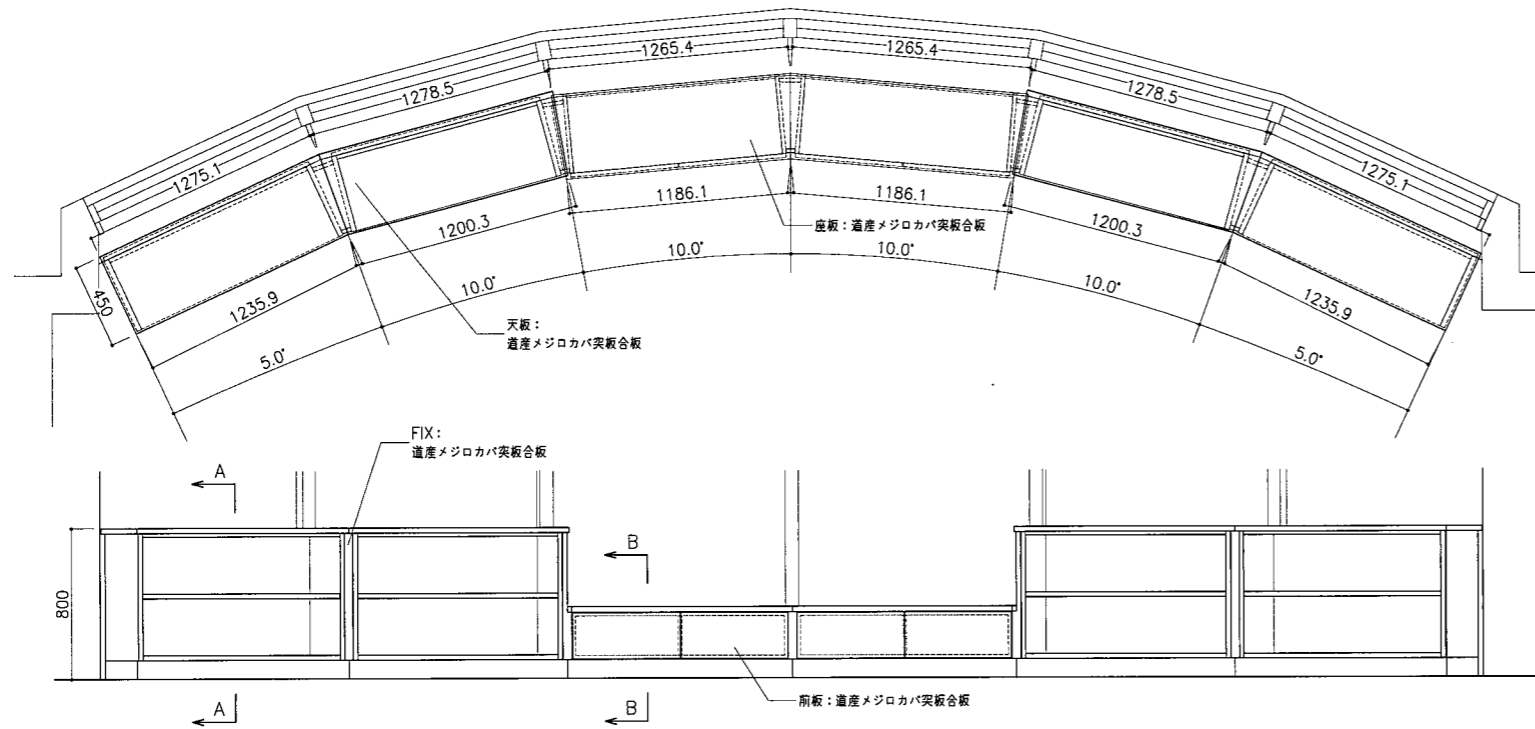 1265.4
1265.4
1278.5
1278.5
1275.1
1275.1
1186.1
1186.1
座板：道産メジロカバ突板合板
1200.3
1200.3
10.0°
10.0°
450
1235.9
10.0°
10.0°
1235.9
天板：
道産メジロカバ突板合板
5.0°
5.0°
FIX：
道産メジロカバ突板合板
A
B
800
A
B
前板：道産メジロカバ突板合板